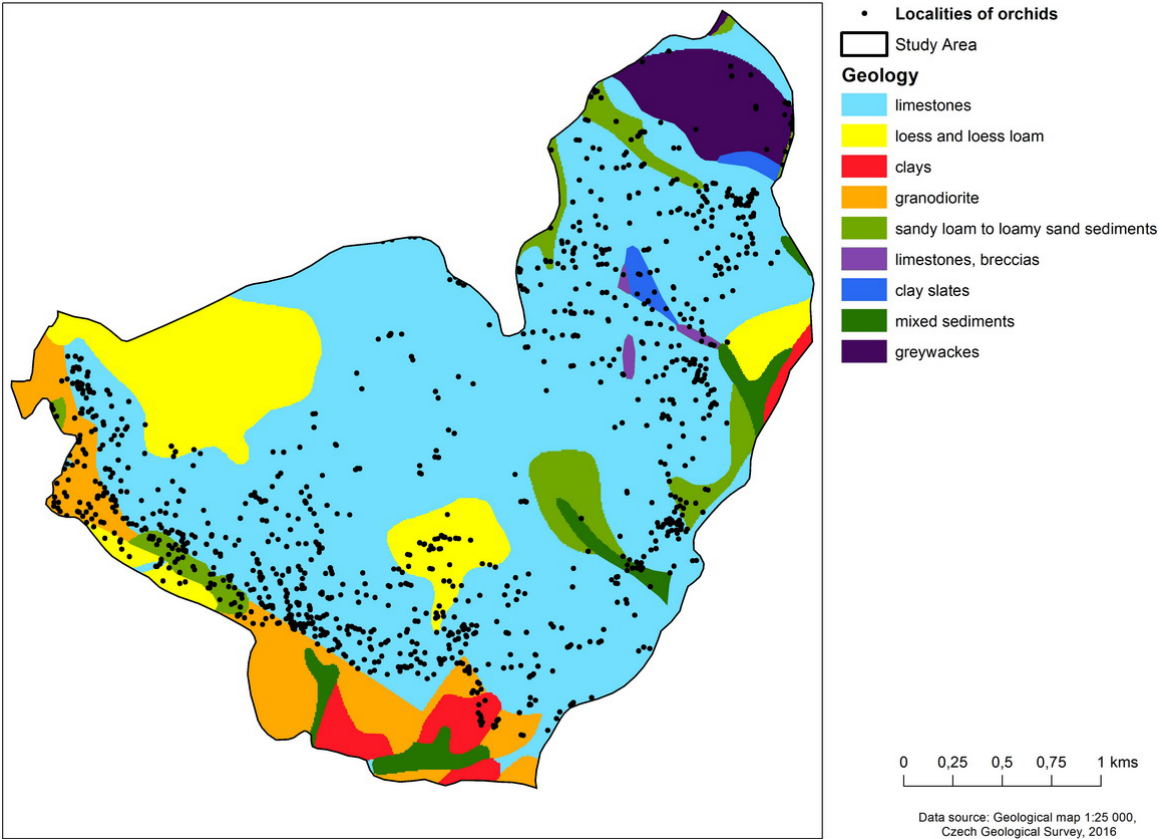 Localities of orchids
Study Area
Geology
limestones
loess and loess loam
clays
granodiorite
sandy loam to loamy sand sediments
limestones, breccias
clay slates
mixed sediments
greywackes
0 0,25 0,5 0,75 1 kms
Data source: Geological map 1:25 000,
Czech Geological Survey, 2016